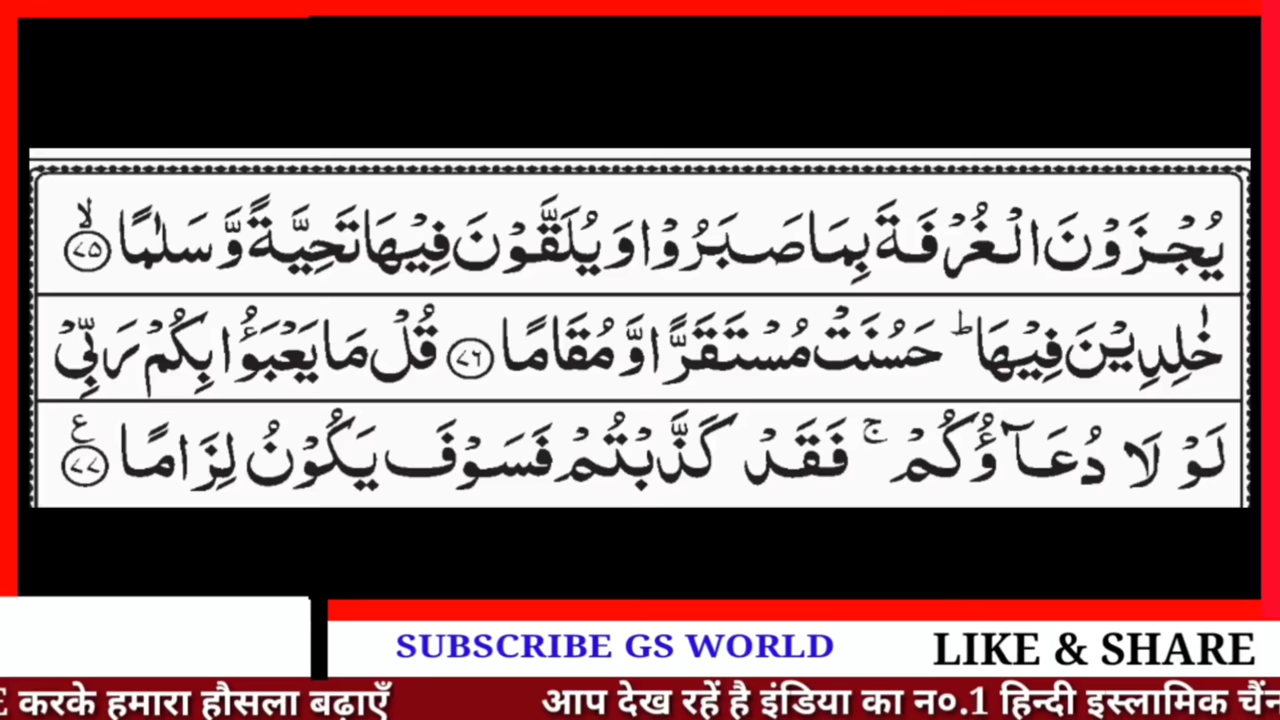 يُجْزَوْنَ الْغُرْفَةَ بِمَا صَبَرُوْا وَ يُلَقَّوْنَ فِيْهَا تَحِيَّةً وَّ سَلٰمًا ۙ﴿۷۵﴾
خٰلِدِيْنَ فِيْهَا ؕ حَسُنَتْ مُسْتَقَرًّا وَّ مُقَامًا ﴿۷۶﴾ قُلْ مَا يَعْبَؤُا بِكُمْ رَبِّيْ
لَوْ لَا دُعَآؤُكُمْ ۚ فَقَدْ كَذَّبْتُمْ فَسَوْفَ يَكُوْنُ لِزَامًا ﴿۷۷﴾ ع
SUBSCRIBE GS WORLD
LIKE & SHARE
E करके हमारा हौसला बढ़ाएँ आप देख रहें है इंडिया का न०.1 हिन्दी इस्लामिक चैंन